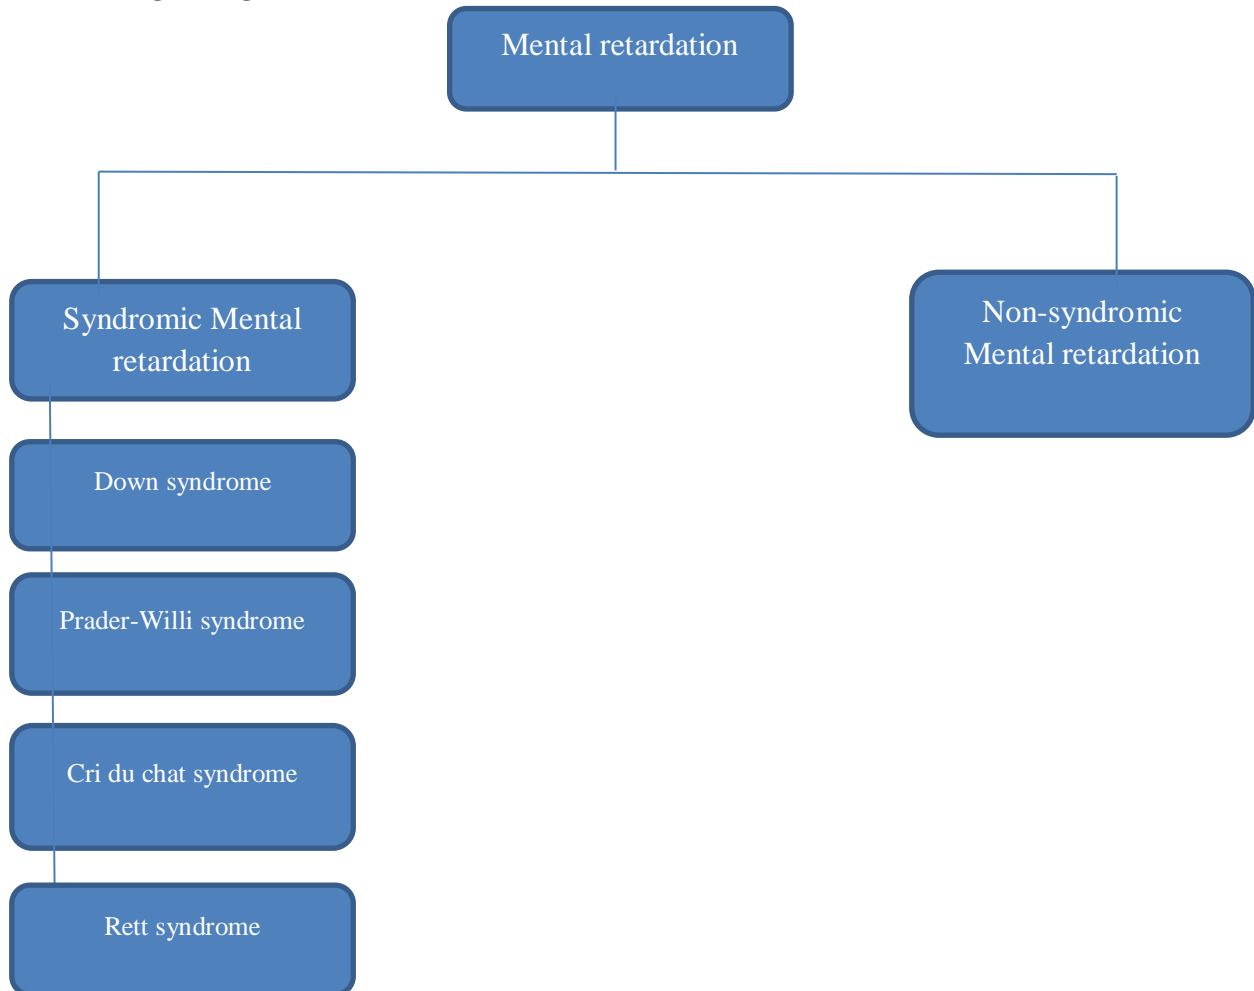 Mental retardation
Syndromic Mental
retardation
Non-syndromic
Mental retardation
Down syndrome
Prader-Willi syndrome
Cri du chat syndrome
Rett syndrome